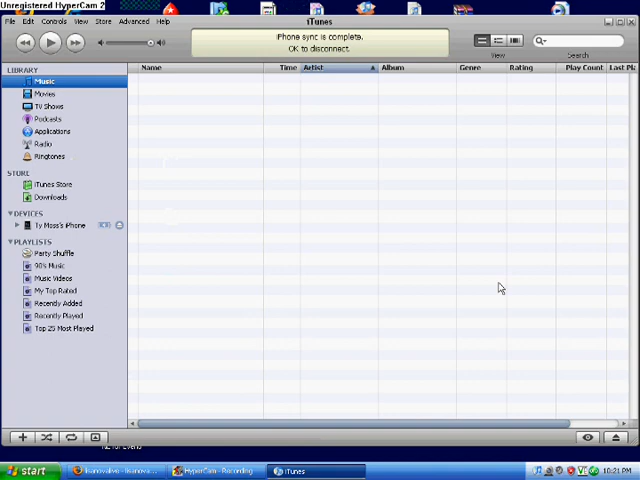 Unregistered HyperCam 2
File Edit Controls View Store Advanced Help
iTunes
iPhone sync is complete.
OK to disconnect.
View
Search
Name Time Artist Album Genre Rating Play Count Last Pl
LIBRARY
Music
Movies
TV Shows
Podcasts
Applications
Radio
Ringtones
STORE
iTunes Store
Downloads
DEVICES
Ty Moss's iPhone
PLAYLISTS
Party Shuffle
90's Music
Music Videos
My Top Rated
Recently Added
Recently Played
Top 25 Most Played
start
lisanovalvu - lisanova...
HyperCam - Recording
iTunes
10:21 PM